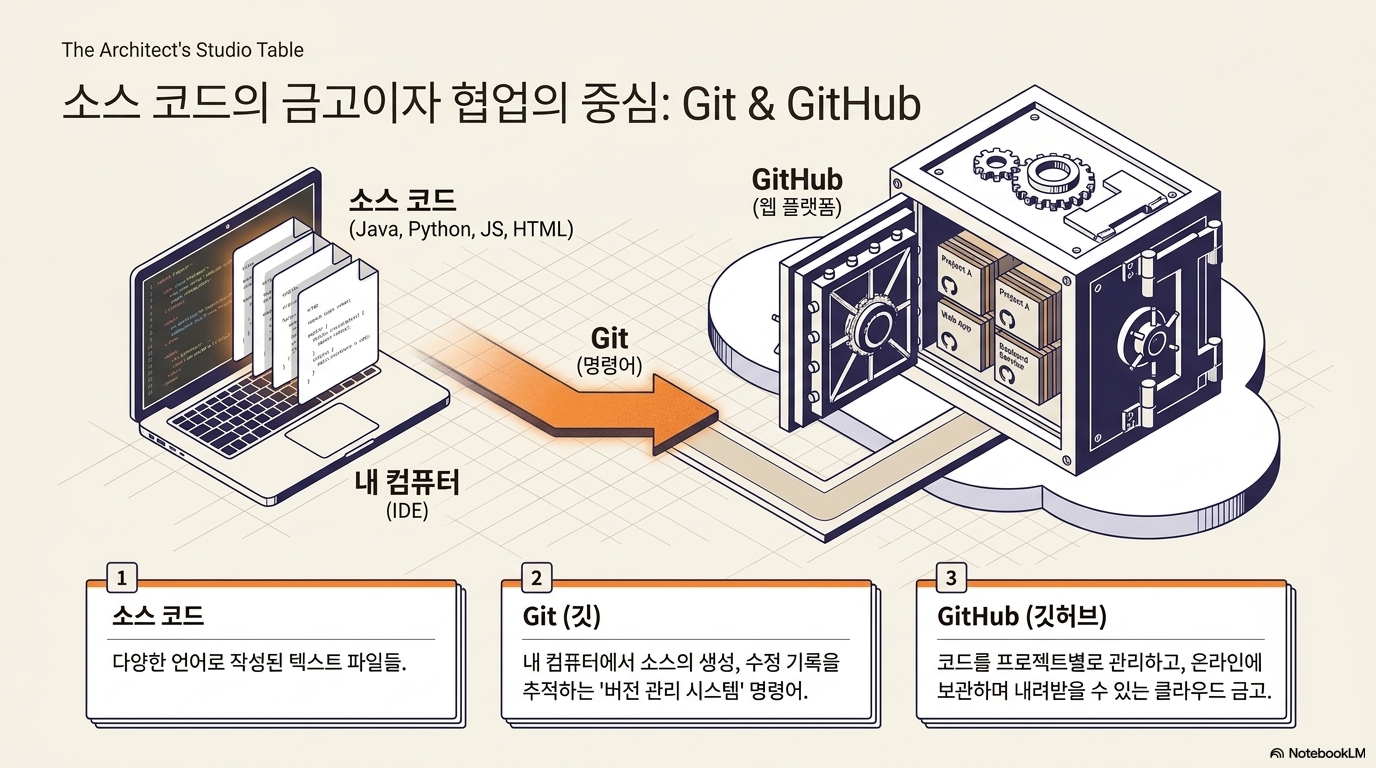 The Architect's Studio Table
소스 코드의 금고이자 협업의 중심: Git & GitHub
소스 코드
(Java, Python, JS, HTML)
GitHub
(웹 플랫폼)
Project A
Project A
Web App
Backend
Service
Git
(명령어)
내 컴퓨터
(IDE)
1
소스 코드
다양한 언어로 작성된 텍스트 파일들.
2
Git (깃)
내 컴퓨터에서 소스의 생성, 수정 기록을
추적하는 '버전 관리 시스템' 명령어.
3
GitHub (깃허브)
코드를 프로젝트별로 관리하고, 온라인에
보관하며 내려받을 수 있는 클라우드 금고.
NotebookLM